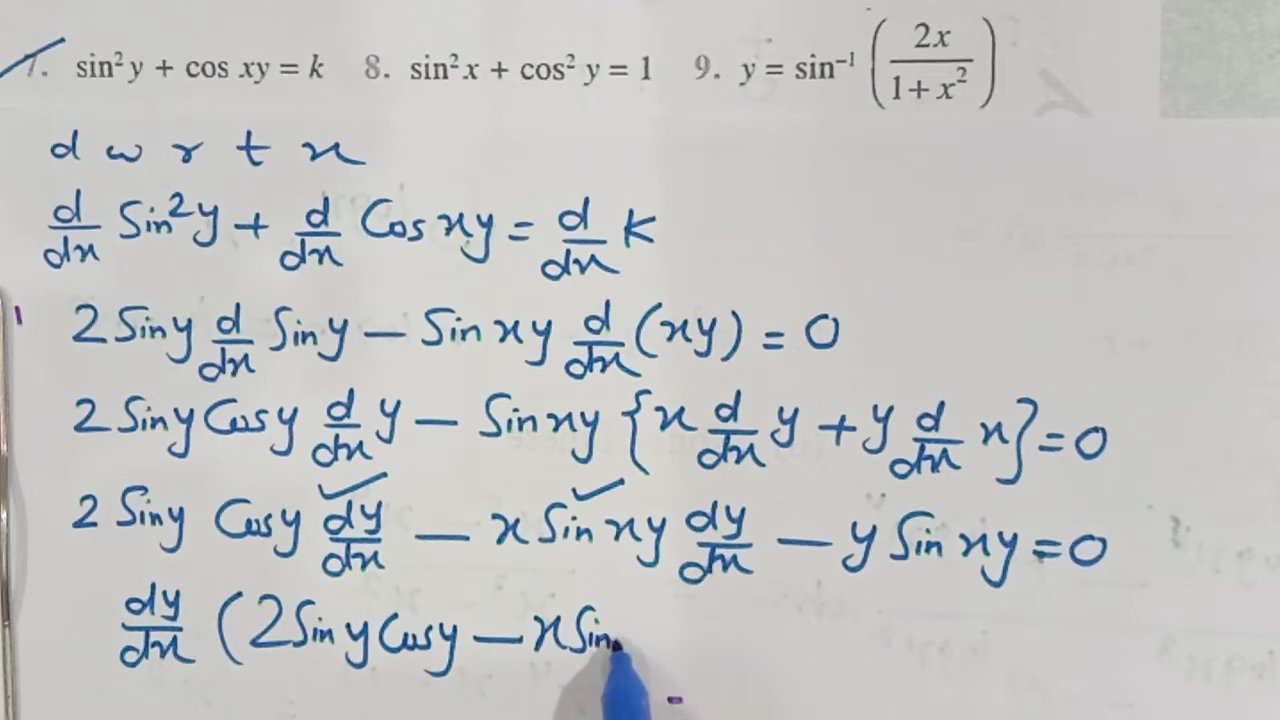 7. sin²y + cos xy = k 8. sin²x + cos² y = 1 9. y = sin⁻¹ (2x/(1+x²))
d w r t x
d/dx Sin²y + d/dx Cos xy = d/dx K
2 Siny d/dx Siny — Sin xy d/dx (xy) = 0
2 Siny Cosy d/dx y — Sin xy {x d/dx y + y d/dx x} = 0
2 Siny Cosy dy/dx — x Sin xy dy/dx — y Sin xy = 0
dy/dx (2 Siny Cosy — x Sin